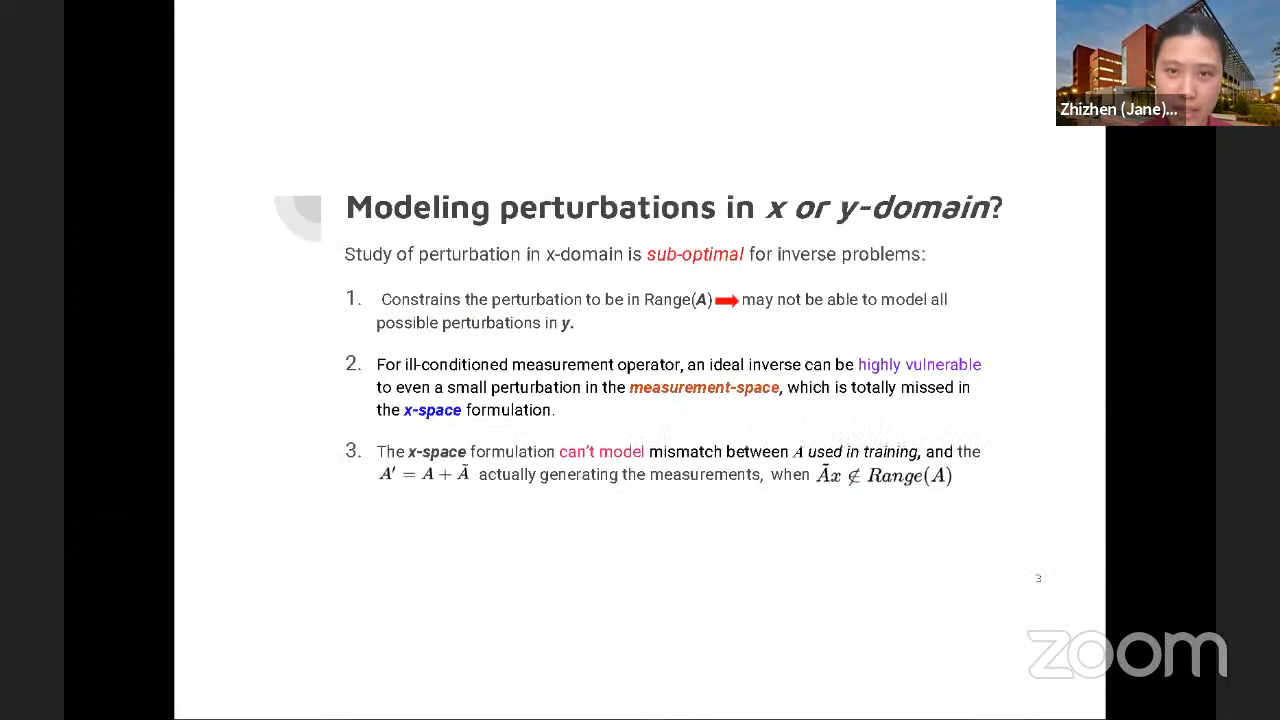 Zhizhen (Jane)...
Modeling perturbations in x or y-domain?
Study of perturbation in x-domain is sub-optimal for inverse problems:
1. Constrains the perturbation to be in Range(A) ➡ may not be able to model all
possible perturbations in y.
2. For ill-conditioned measurement operator, an ideal inverse can be highly vulnerable
to even a small perturbation in the measurement-space, which is totally missed in
the x-space formulation.
3. The x-space formulation can't model mismatch between A used in training, and the
A′ = A + Ã actually generating the measurements, when Ãx ∉ Range(A)
3
zoom